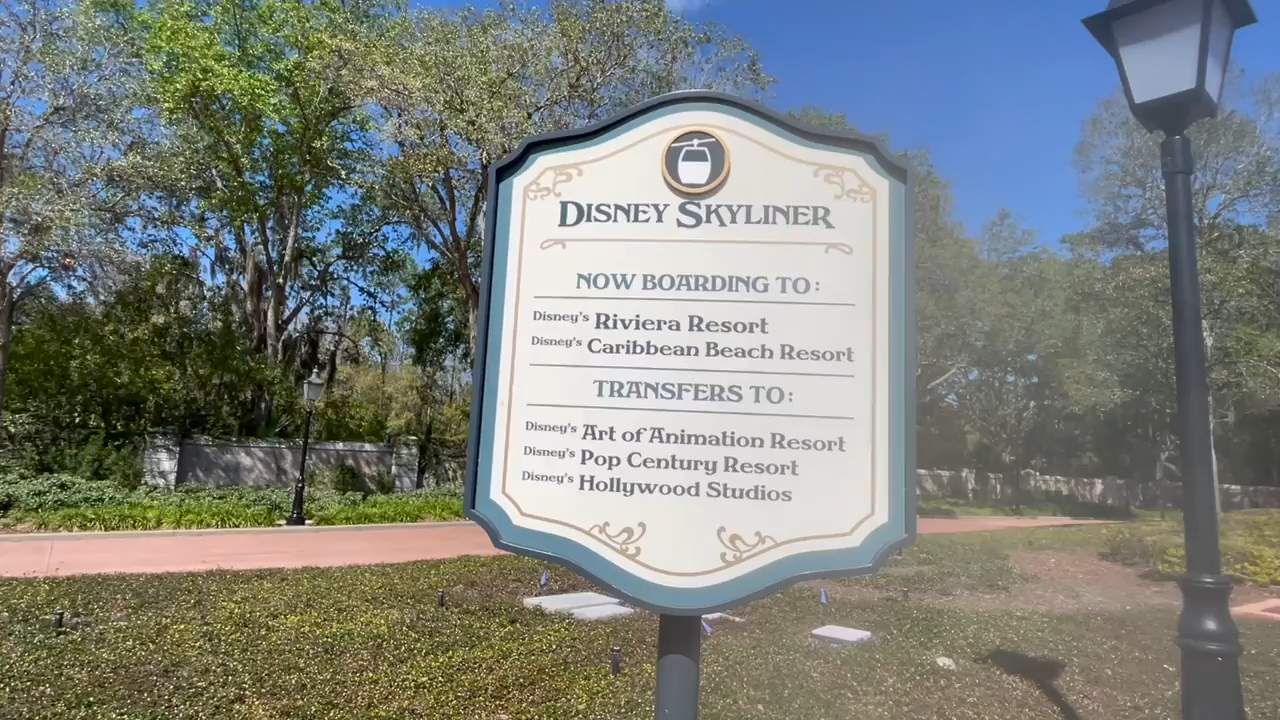 DISNEY SKYLINER
NOW BOARDING TO:
Disney's Riviera Resort
Disney's Caribbean Beach Resort
TRANSFERS TO:
Disney's Art of Animation Resort
Disney's Pop Century Resort
Disney's Hollywood Studios